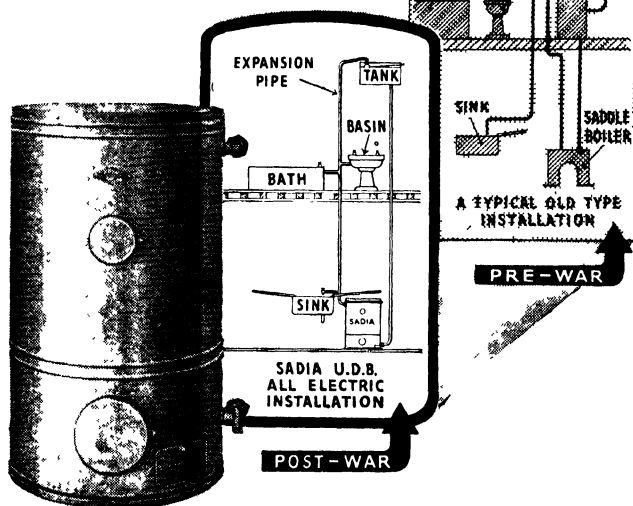 EXPANSION
PIPE
TANK
BASIN
BATH
SINK
SADIA
SADIA U.D.B.
ALL ELECTRIC
INSTALLATION
POST-WAR
SINK
SADDLE
BOILER
A TYPICAL OLD TYPE
INSTALLATION
PRE-WAR